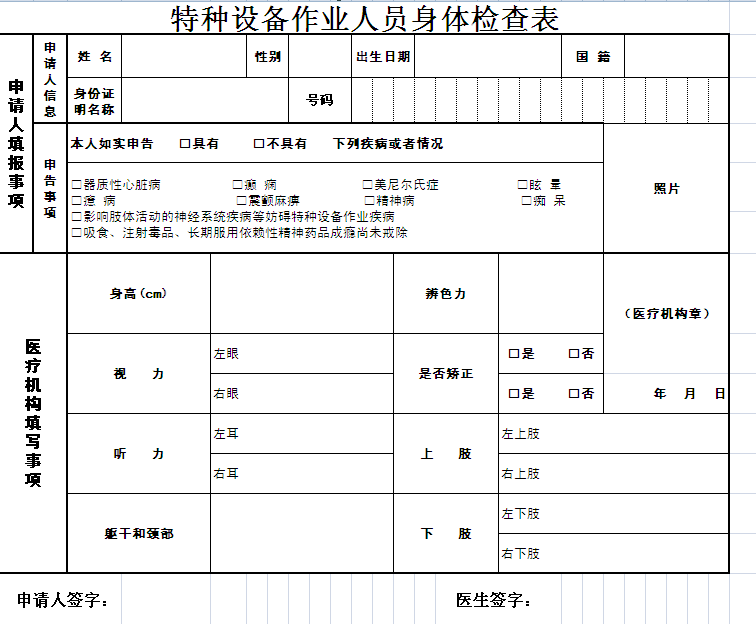 特种设备作业人员身体检查表
申请人填报事项
申请人信息
姓 名
性别
出生日期
国 籍
身份证明名称
号码
申告事项
本人如实申告 □具有 □不具有 下列疾病或者情况
□器质性心脏病 □癫 病 □美尼尔氏症 □眩 晕
□癔 病 □震颤麻痹 □精神病 □痴 呆
□影响肢体活动的神经系统疾病等妨碍特种设备作业疾病
□吸食、注射毒品、长期服用依赖性精神药品成瘾尚未戒除
照片
医疗机构填写事项
身高(cm)
辨色力
(医疗机构章)
视 力
左眼
是否矫正
□是 □否
右眼
□是 □否
年 月 日
听 力
左耳
上 肢
左上肢
右耳
右上肢
躯干和颈部
下 肢
左下肢
右下肢
申请人签字: 医生签字: